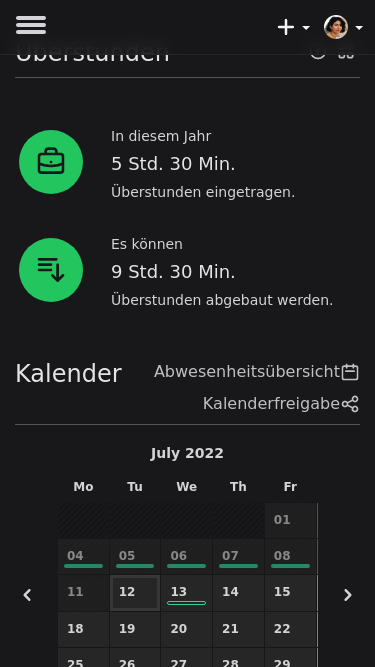 Überstunden
In diesem Jahr
5 Std. 30 Min.
Überstunden eingetragen.
Es können
9 Std. 30 Min.
Überstunden abgebaut werden.
Kalender
Abwesenheitsübersicht
Kalenderfreigabe
July 2022
Mo Tu We Th Fr
01
04 05 06 07 08
11 12 13 14 15
18 19 20 21 22
25 26 27 28 29